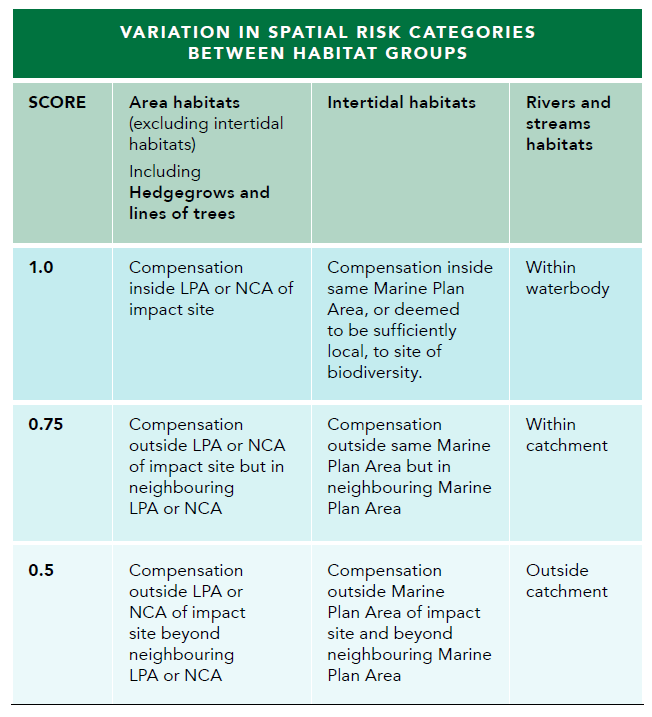 VARIATION IN SPATIAL RISK CATEGORIES
BETWEEN HABITAT GROUPS
SCORE
Area habitats
(excluding intertidal
habitats)
Including
Hedgegrows and
lines of trees
Intertidal habitats
Rivers and
streams
habitats
1.0
Compensation
inside LPA or NCA of
impact site
Compensation inside
same Marine Plan
Area, or deemed
to be sufficiently
local, to site of
biodiversity.
Within
waterbody
0.75
Compensation
outside LPA or NCA
of impact site but in
neighbouring
LPA or NCA
Compensation
outside same Marine
Plan Area but in
neighbouring Marine
Plan Area
Within
catchment
0.5
Compensation
outside LPA or
NCA of impact
site beyond
neighbouring
LPA or NCA
Compensation
outside Marine
Plan Area of impact
site and beyond
neighbouring Marine
Plan Area
Outside
catchment